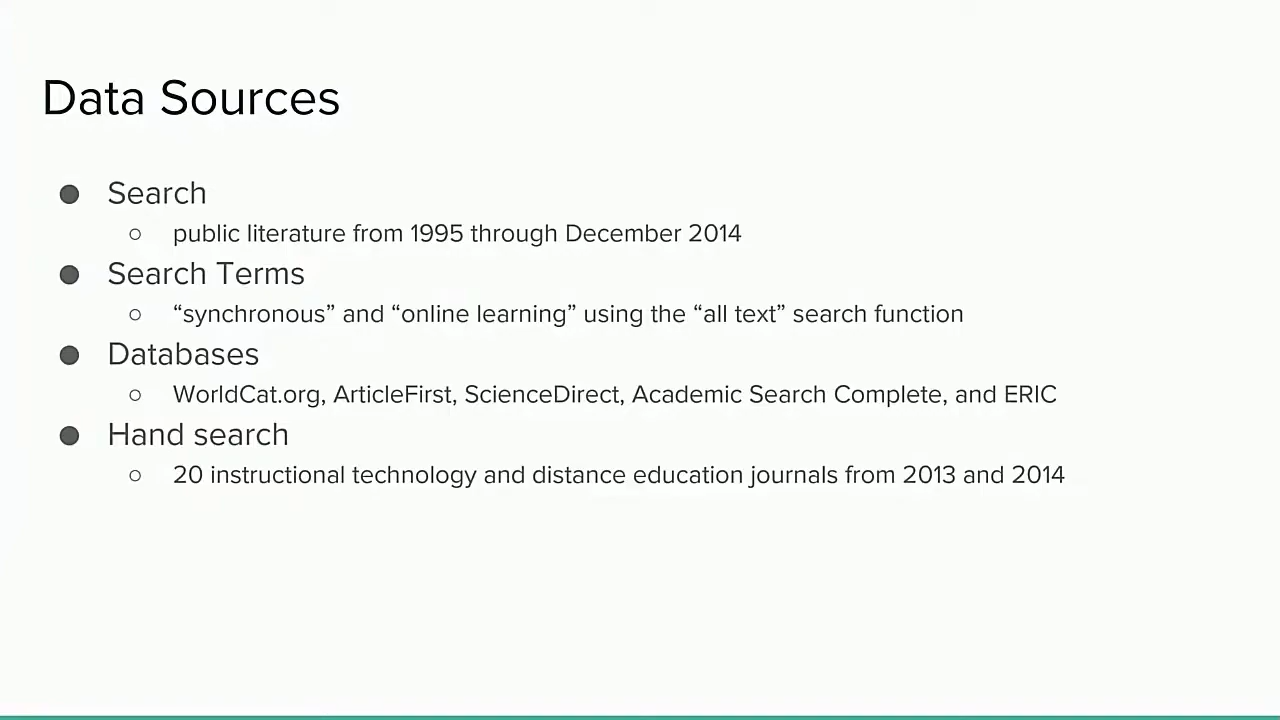 Data Sources
● Search
○ public literature from 1995 through December 2014
● Search Terms
○ “synchronous” and “online learning” using the “all text” search function
● Databases
○ WorldCat.org, ArticleFirst, ScienceDirect, Academic Search Complete, and ERIC
● Hand search
○ 20 instructional technology and distance education journals from 2013 and 2014